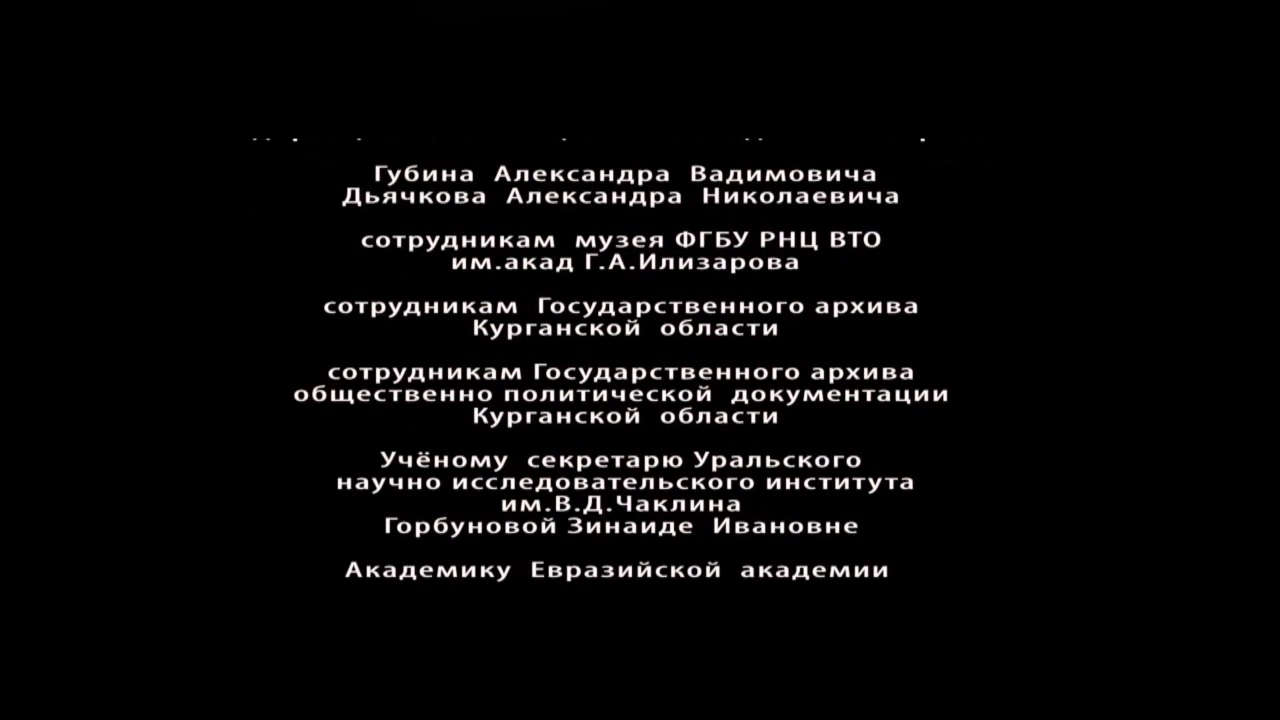 Губина Александра Вадимовича
Дьячкова Александра Николаевича
сотрудникам музея ФГБУ РНЦ ВТО
им.акад Г.А.Илизарова
сотрудникам Государственного архива
Курганской области
сотрудникам Государственного архива
общественно политической документации
Курганской области
Учёному секретарю Уральского
научно исследовательского института
им.В.Д.Чаклина
Горбуновой Зинаиде Ивановне
Академику Евразийской академии